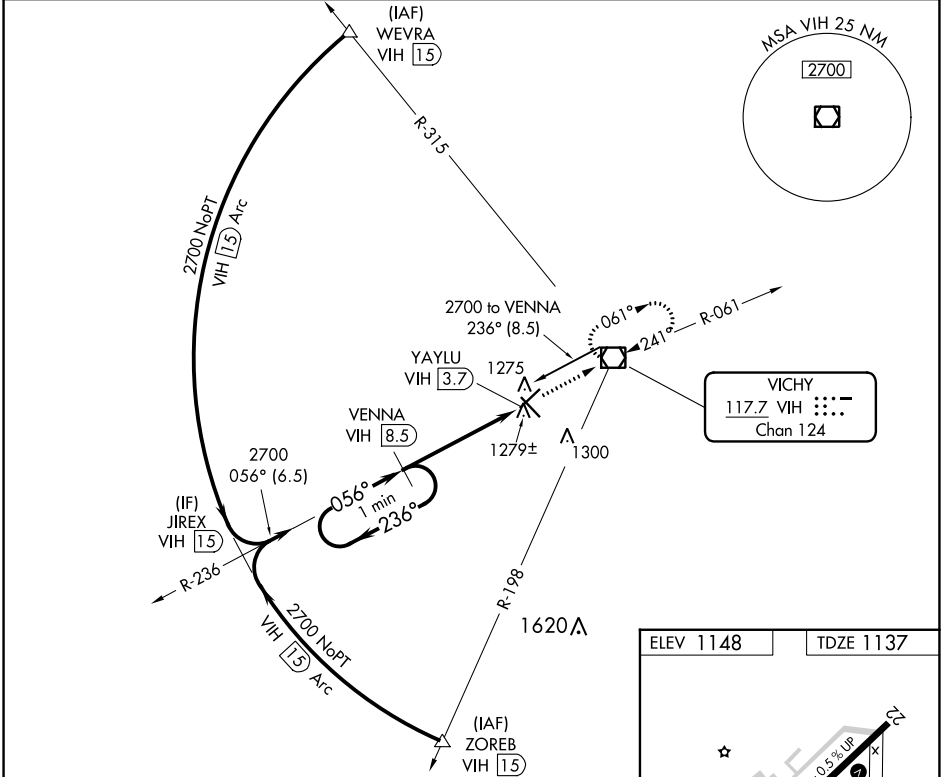 (IAF)
WEVRA
VIH 15
MSA VIH 25 NM
2700
R-315
2700 NoPT
VIH 15 Arc
2700 to VENNA
236° (8.5)
061°
241°
R-061
YAYLU
VIH 3.7
1275
VICHY
117.7 VIH
Chan 124
VENNA
VIH 8.5
1279±
1300
2700
056° (6.5)
056°
1 min
236°
(IF)
JIREX
VIH 15
R-236
R-198
2700 NoPT
VIH 15 Arc
1620
ELEV 1148
TDZE 1137
(IAF)
ZOREB
VIH 15
22
0.5% UP
X